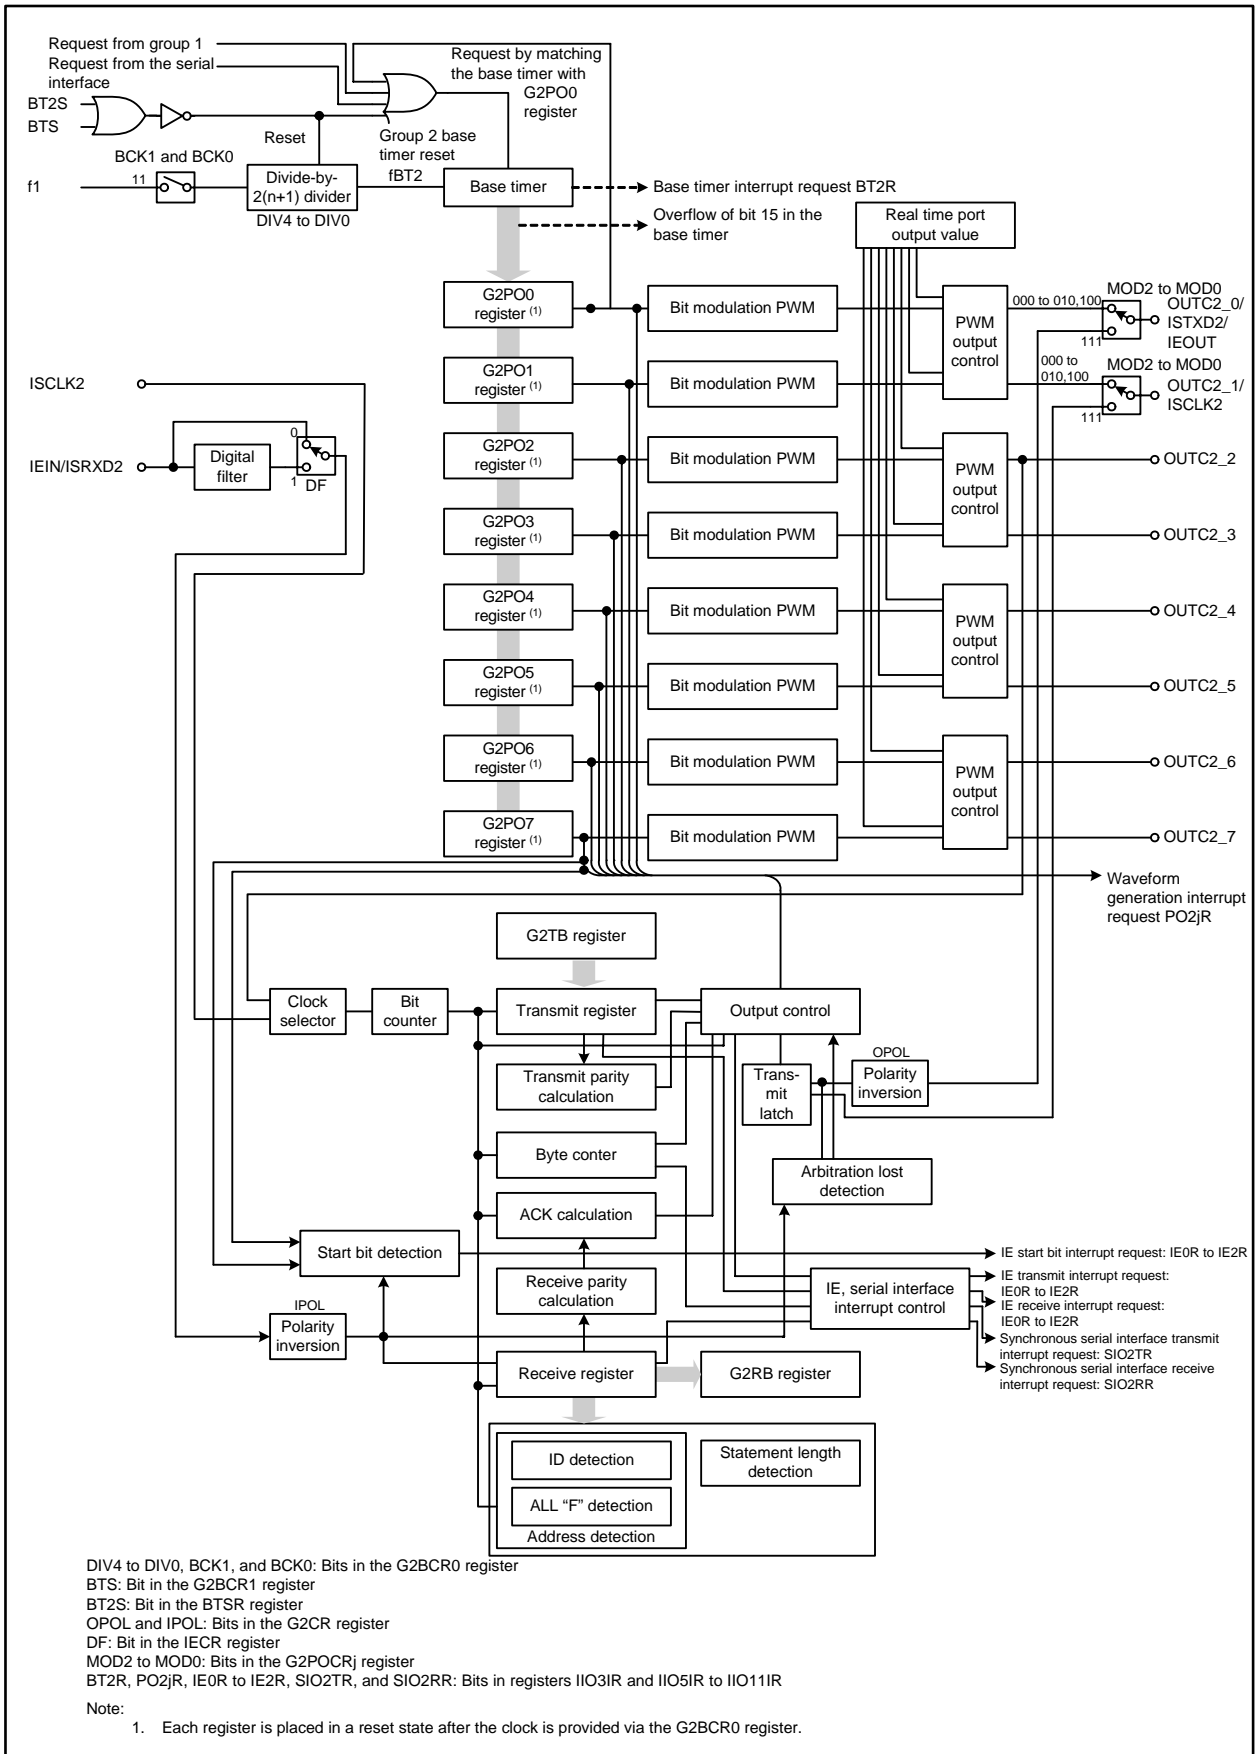 Request from group 1
Request from the serial
interface
BT2S
BTS
Request by matching
the base timer with
G2PO0
register
Reset
Group 2 base
timer reset
BCK1 and BCK0
f1
11
Divide-by-
2(n+1) divider
DIV4 to DIV0
fBT2
Base timer
Base timer interrupt request BT2R
Overflow of bit 15 in the
base timer
Real time port
output value
G2PO0
register (1)
Bit modulation PWM
PWM
output
control
000 to 010,100
111
MOD2 to MOD0
OUTC2_0/
ISTXD2/
IEOUT
G2PO1
register (1)
Bit modulation PWM
000 to
010,100
111
MOD2 to MOD0
OUTC2_1/
ISCLK2
ISCLK2
IEIN/ISRXD2
Digital
filter
0
1
DF
G2PO2
register (1)
Bit modulation PWM
PWM
output
control
OUTC2_2
G2PO3
register (1)
Bit modulation PWM
OUTC2_3
G2PO4
register (1)
Bit modulation PWM
PWM
output
control
OUTC2_4
G2PO5
register (1)
Bit modulation PWM
OUTC2_5
G2PO6
register (1)
Bit modulation PWM
PWM
output
control
OUTC2_6
G2PO7
register (1)
Bit modulation PWM
OUTC2_7
Waveform
generation interrupt
request PO2jR
G2TB register
Clock
selector
Bit
counter
Transmit register
Output control
Transmit parity
calculation
Trans-
mit
latch
OPOL
Polarity
inversion
Byte conter
Arbitration lost
detection
ACK calculation
Start bit detection
IE start bit interrupt request: IE0R to IE2R
Receive parity
calculation
IE, serial interface
interrupt control
IE transmit interrupt request:
IE0R to IE2R
IE receive interrupt request:
IE0R to IE2R
Synchronous serial interface transmit
interrupt request: SIO2TR
Synchronous serial interface receive
interrupt request: SIO2RR
IPOL
Polarity
inversion
Receive register
G2RB register
ID detection
ALL “F” detection
Address detection
Statement length
detection
DIV4 to DIV0, BCK1, and BCK0: Bits in the G2BCR0 register
BTS: Bit in the G2BCR1 register
BT2S: Bit in the BTSR register
OPOL and IPOL: Bits in the G2CR register
DF: Bit in the IECR register
MOD2 to MOD0: Bits in the G2POCRj register
BT2R, PO2jR, IE0R to IE2R, SIO2TR, and SIO2RR: Bits in registers IIO3IR and IIO5IR to IIO11IR
Note:
1. Each register is placed in a reset state after the clock is provided via the G2BCR0 register.